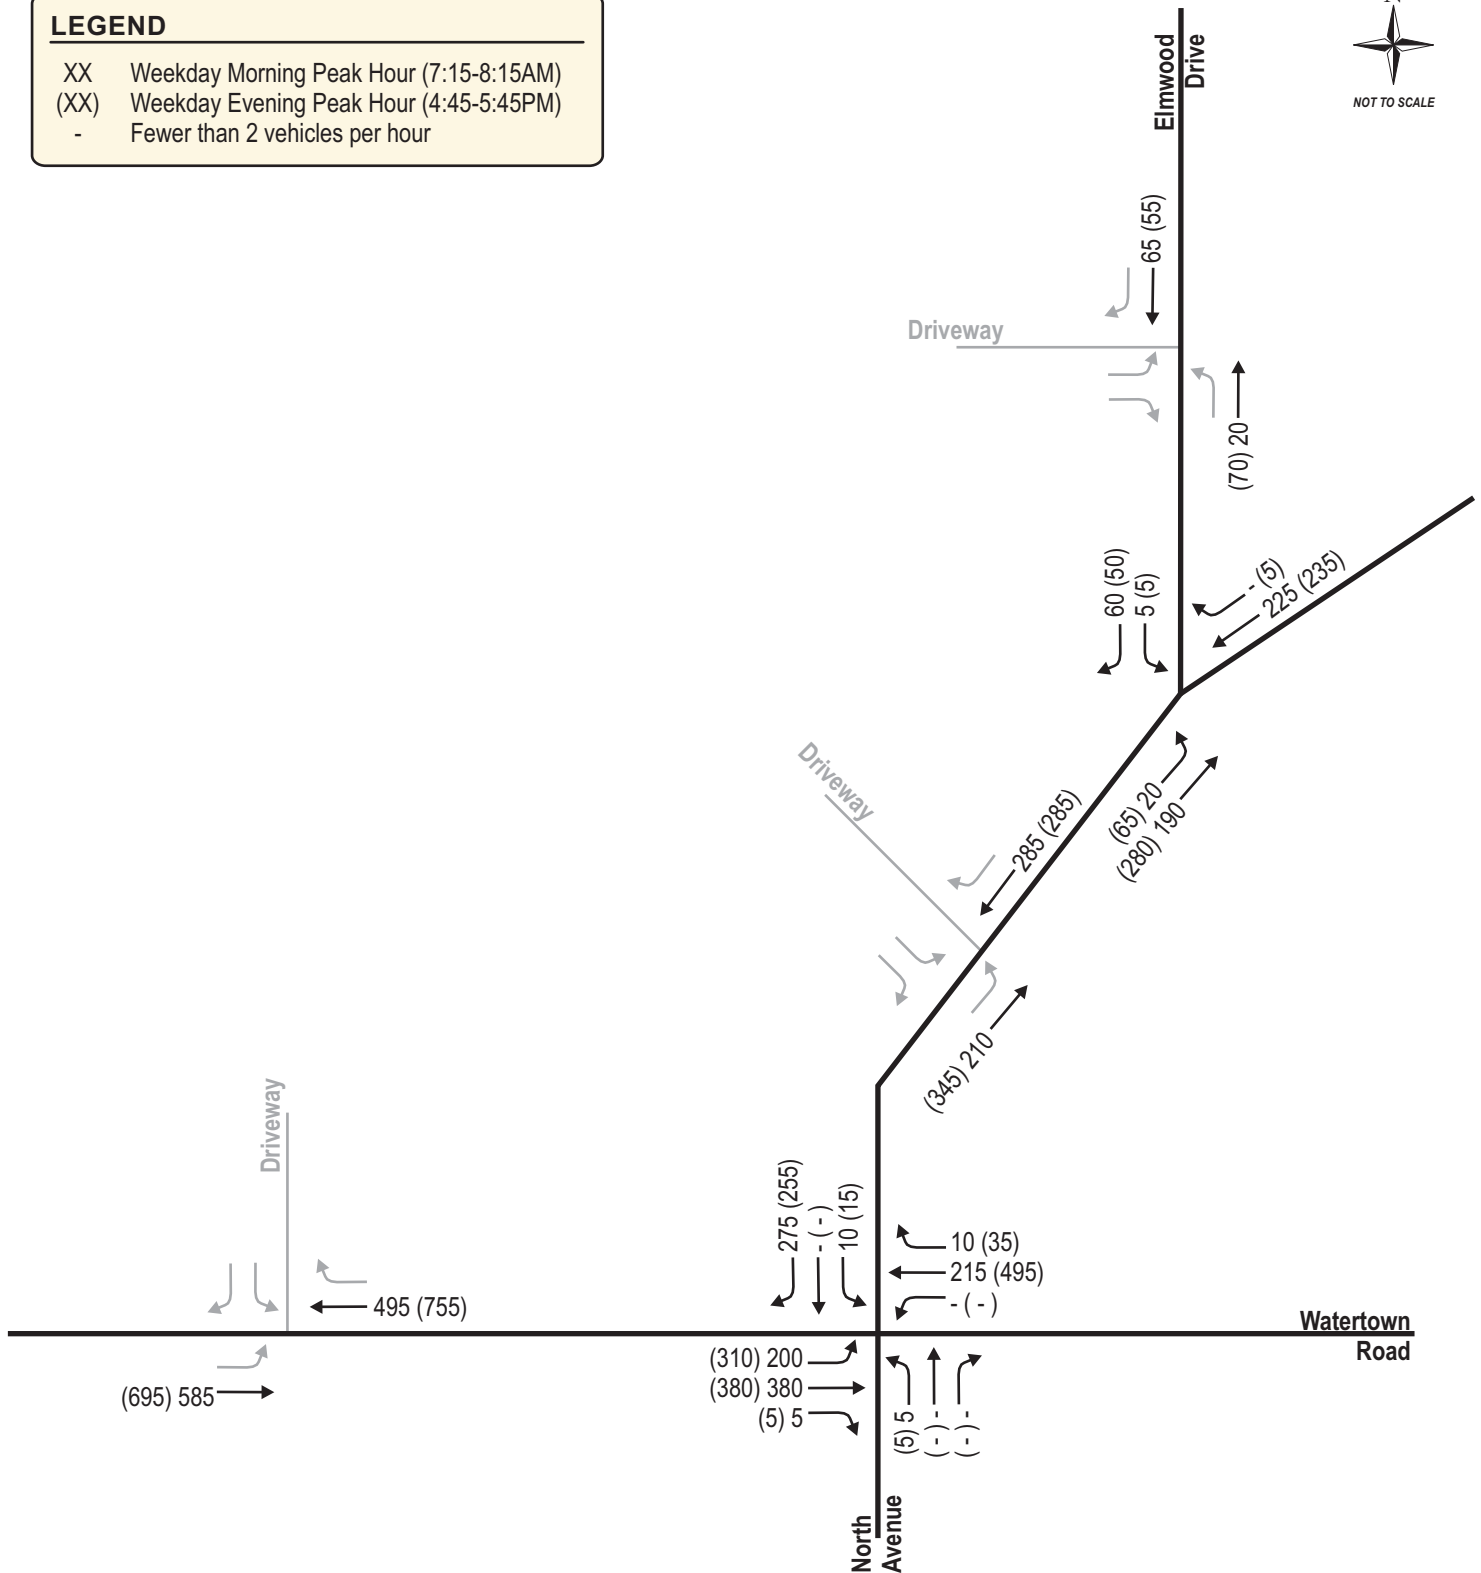 LEGEND
XX Weekday Morning Peak Hour (7:15-8:15AM)
(XX) Weekday Evening Peak Hour (4:45-5:45PM)
- Fewer than 2 vehicles per hour
N
NOT TO SCALE
Elmwood
Drive
65 (55)
Driveway
(70) 20
60 (50)
5 (5)
- (5)
225 (235)
Driveway
285 (285)
(65) 20
(280) 190
(345) 210
Driveway
275 (255)
- ( - )
10 (15)
10 (35)
215 (495)
- ( - )
495 (755)
Watertown
Road
(695) 585
(310) 200
(380) 380
(5) 5
(5) 5
( - ) -
( - ) -
North
Avenue